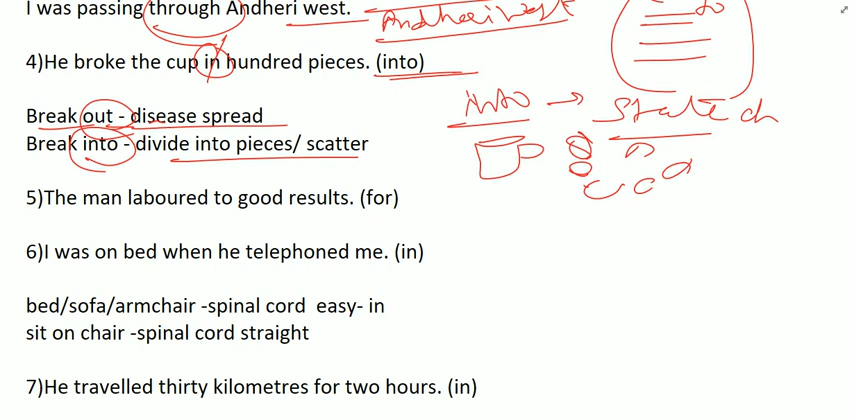 I was passing through Andheri west.
Andheri west
4)He broke the cup in hundred pieces. (into)
into → State ch
Break out - disease spread
Break into - divide into pieces/ scatter
5)The man laboured to good results. (for)
6)I was on bed when he telephoned me. (in)
bed/sofa/armchair -spinal cord  easy- in
sit on chair -spinal cord straight
7)He travelled thirty kilometres for two hours. (in)